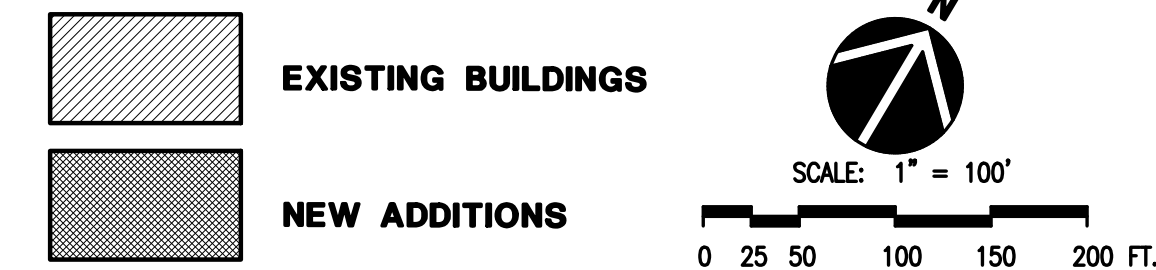 N
EXISTING BUILDINGS
SCALE: 1" = 100'
NEW ADDITIONS
0 25 50 100 150 200 FT.